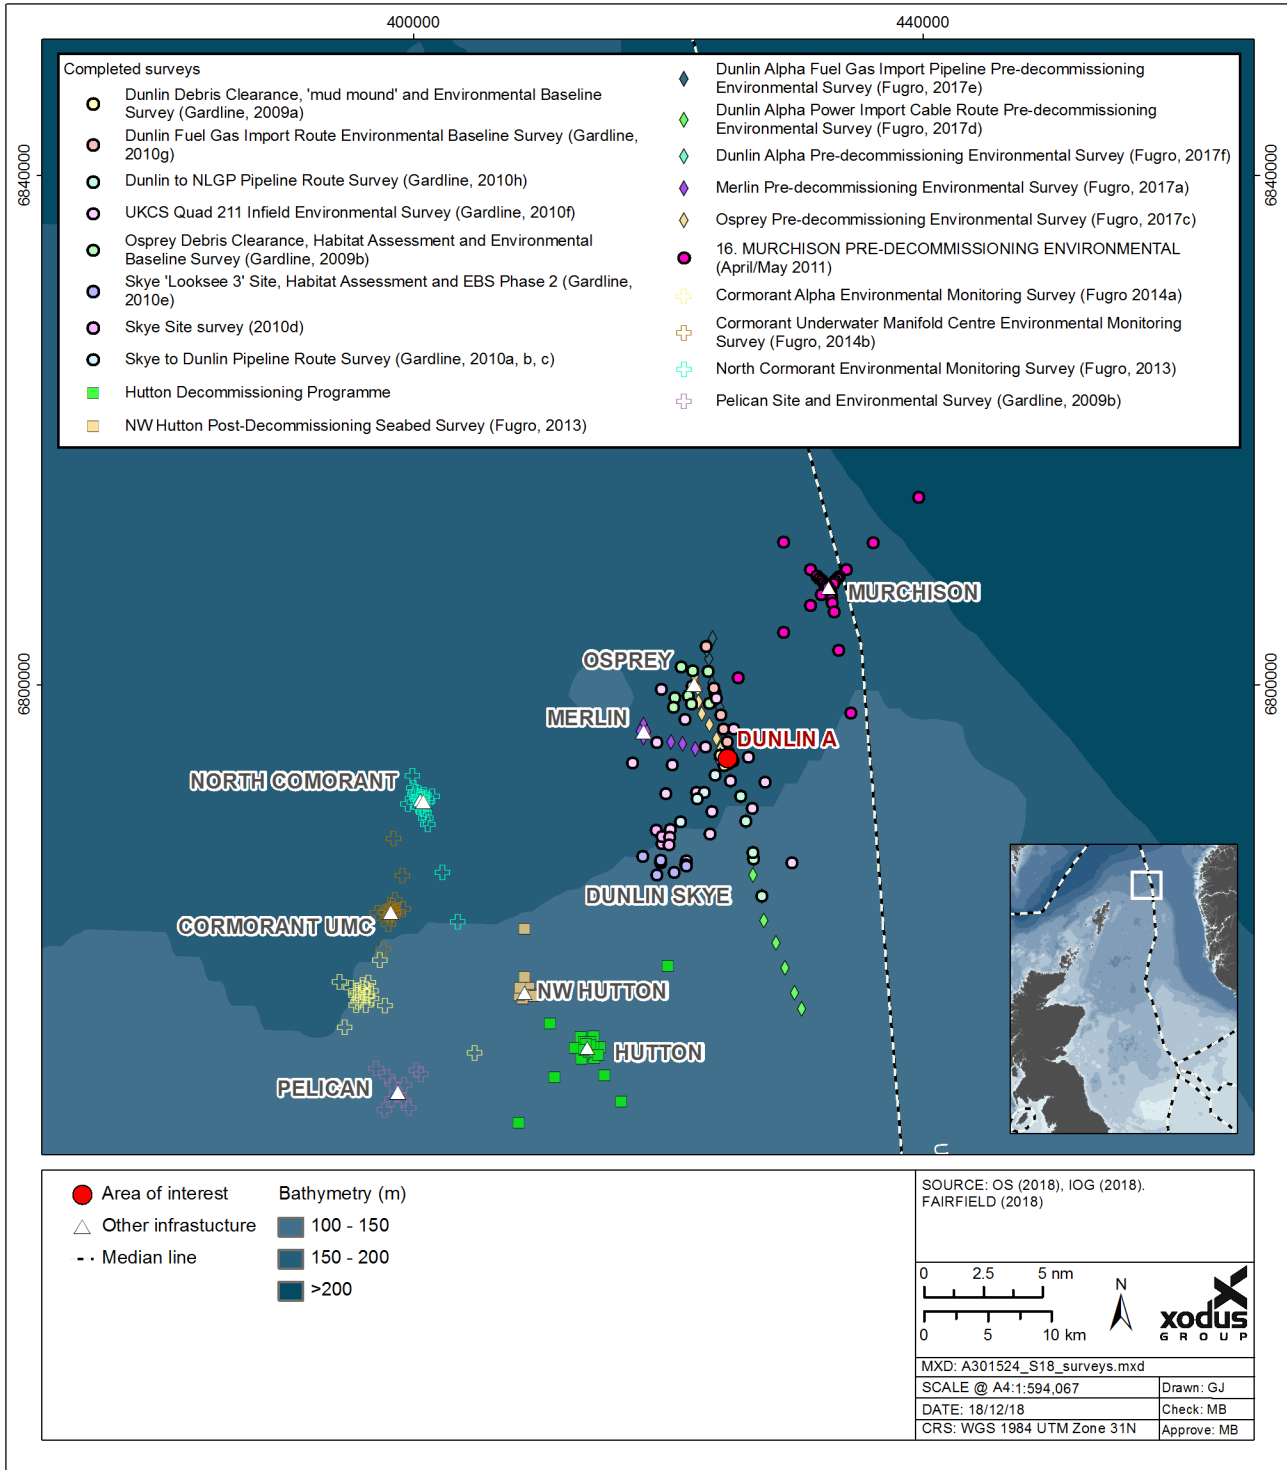 400000
440000
6840000
6840000
6800000
6800000
Completed surveys
Dunlin Debris Clearance, 'mud mound' and Environmental Baseline
Survey (Gardline, 2009a)
Dunlin Fuel Gas Import Route Environmental Baseline Survey (Gardline,
2010g)
Dunlin to NLGP Pipeline Route Survey (Gardline, 2010h)
UKCS Quad 211 Infield Environmental Survey (Gardline, 2010f)
Osprey Debris Clearance, Habitat Assessment and Environmental
Baseline Survey (Gardline, 2009b)
Skye 'Looksee 3' Site, Habitat Assessment and EBS Phase 2 (Gardline,
2010e)
Skye Site survey (2010d)
Skye to Dunlin Pipeline Route Survey (Gardline, 2010a, b, c)
Hutton Decommissioning Programme
NW Hutton Post-Decommissioning Seabed Survey (Fugro, 2013)
Dunlin Alpha Fuel Gas Import Pipeline Pre-decommissioning
Environmental Survey (Fugro, 2017e)
Dunlin Alpha Power Import Cable Route Pre-decommissioning
Environmental Survey (Fugro, 2017d)
Dunlin Alpha Pre-decommissioning Environmental Survey (Fugro, 2017f)
Merlin Pre-decommissioning Environmental Survey (Fugro, 2017a)
Osprey Pre-decommissioning Environmental Survey (Fugro, 2017c)
16. MURCHISON PRE-DECOMMISSIONING ENVIRONMENTAL
(April/May 2011)
Cormorant Alpha Environmental Monitoring Survey (Fugro 2014a)
Cormorant Underwater Manifold Centre Environmental Monitoring
Survey (Fugro, 2014b)
North Cormorant Environmental Monitoring Survey (Fugro, 2013)
Pelican Site and Environmental Survey (Gardline, 2009b)
MURCHISON
OSPREY
MERLIN
DUNLIN A
NORTH COMORANT
DUNLIN SKYE
CORMORANT UMC
NW HUTTON
HUTTON
PELICAN
Area of interest
Other infrastucture
Median line
Bathymetry (m)
100 - 150
150 - 200
>200
SOURCE: OS (2018), IOG (2018).
FAIRFIELD (2018)
0 2.5 5 nm
0 5 10 km
N
xodus
GROUP
MXD: A301524_S18_surveys.mxd
SCALE @ A4:1:594,067
Drawn: GJ
DATE: 18/12/18
Check: MB
CRS: WGS 1984 UTM Zone 31N
Approve: MB